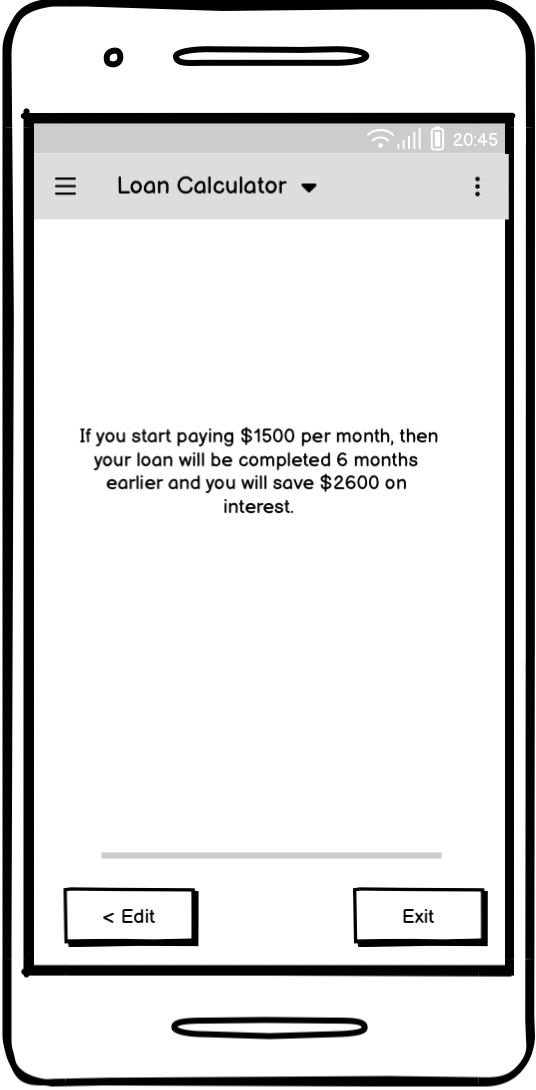 20:45
Loan Calculator
If you start paying $1500 per month, then
your loan will be completed 6 months
earlier and you will save $2600 on
interest.
< Edit
Exit